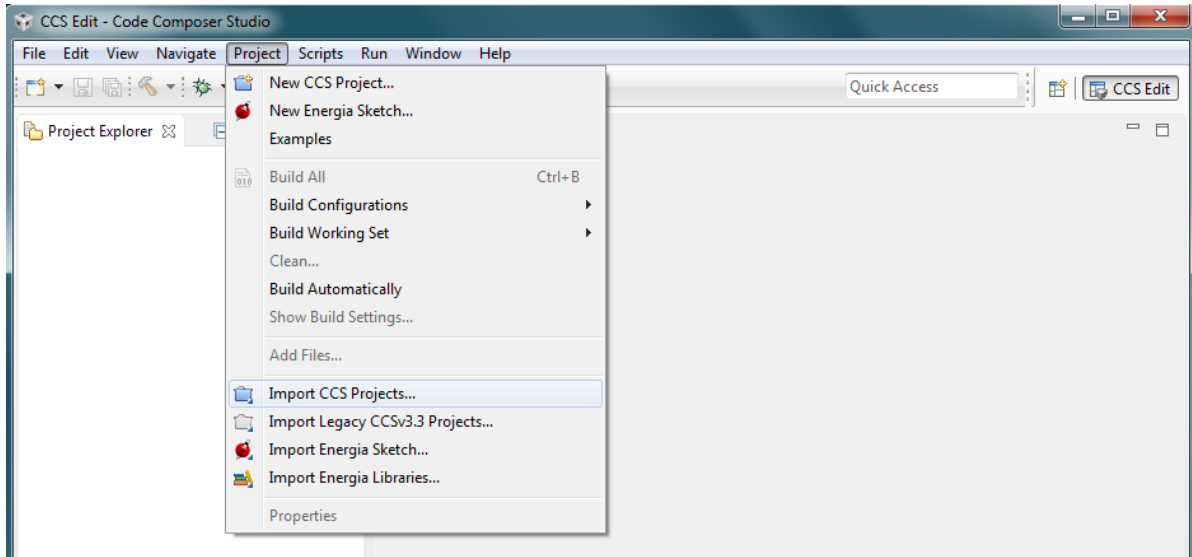 CCS Edit - Code Composer Studio
File Edit View Navigate Project Scripts Run Window Help
Quick Access
CCS Edit
Project Explorer
New CCS Project...
New Energia Sketch...
Examples
010
Build All Ctrl+B
Build Configurations
Build Working Set
Clean...
Build Automatically
Show Build Settings...
Add Files...
Import CCS Projects...
Import Legacy CCSv3.3 Projects...
Import Energia Sketch...
Import Energia Libraries...
Properties